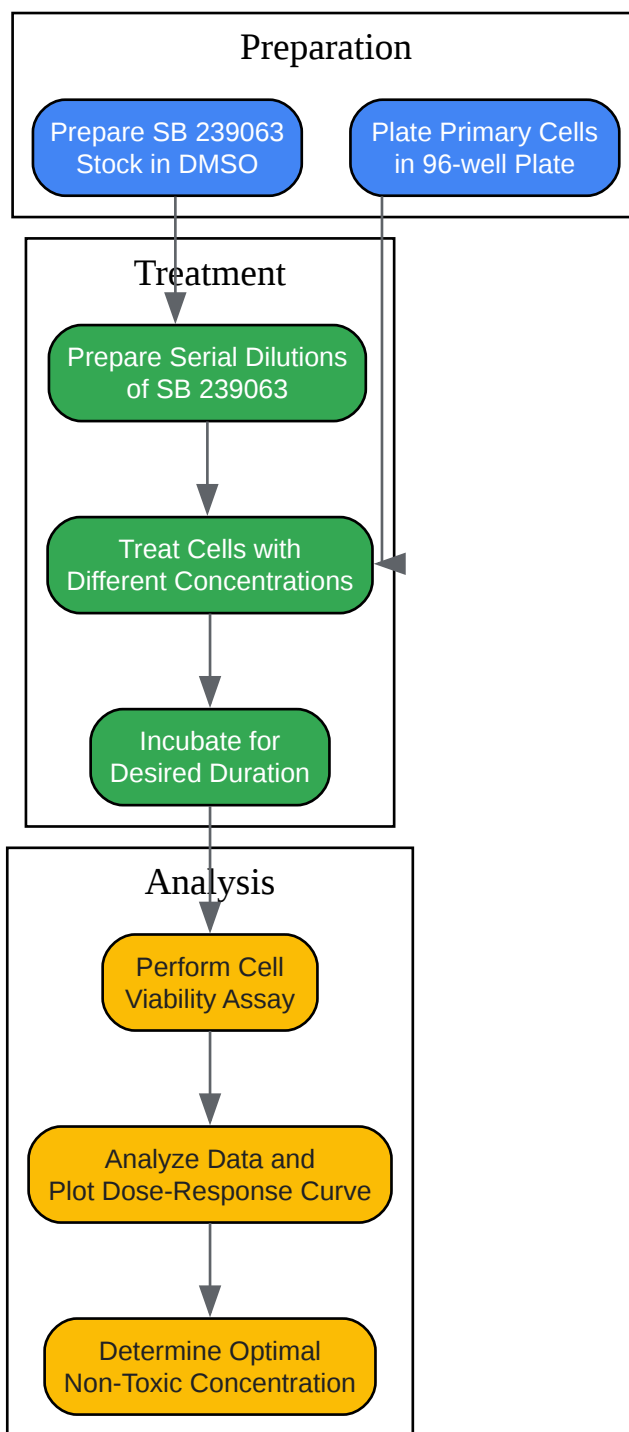 Preparation
Prepare SB 239063
Stock in DMSO
Plate Primary Cells
in 96-well Plate
Treatment
Prepare Serial Dilutions
of SB 239063
Treat Cells with
Different Concentrations
Incubate for
Desired Duration
Analysis
Perform Cell
Viability Assay
Analyze Data and
Plot Dose-Response Curve
Determine Optimal
Non-Toxic Concentration